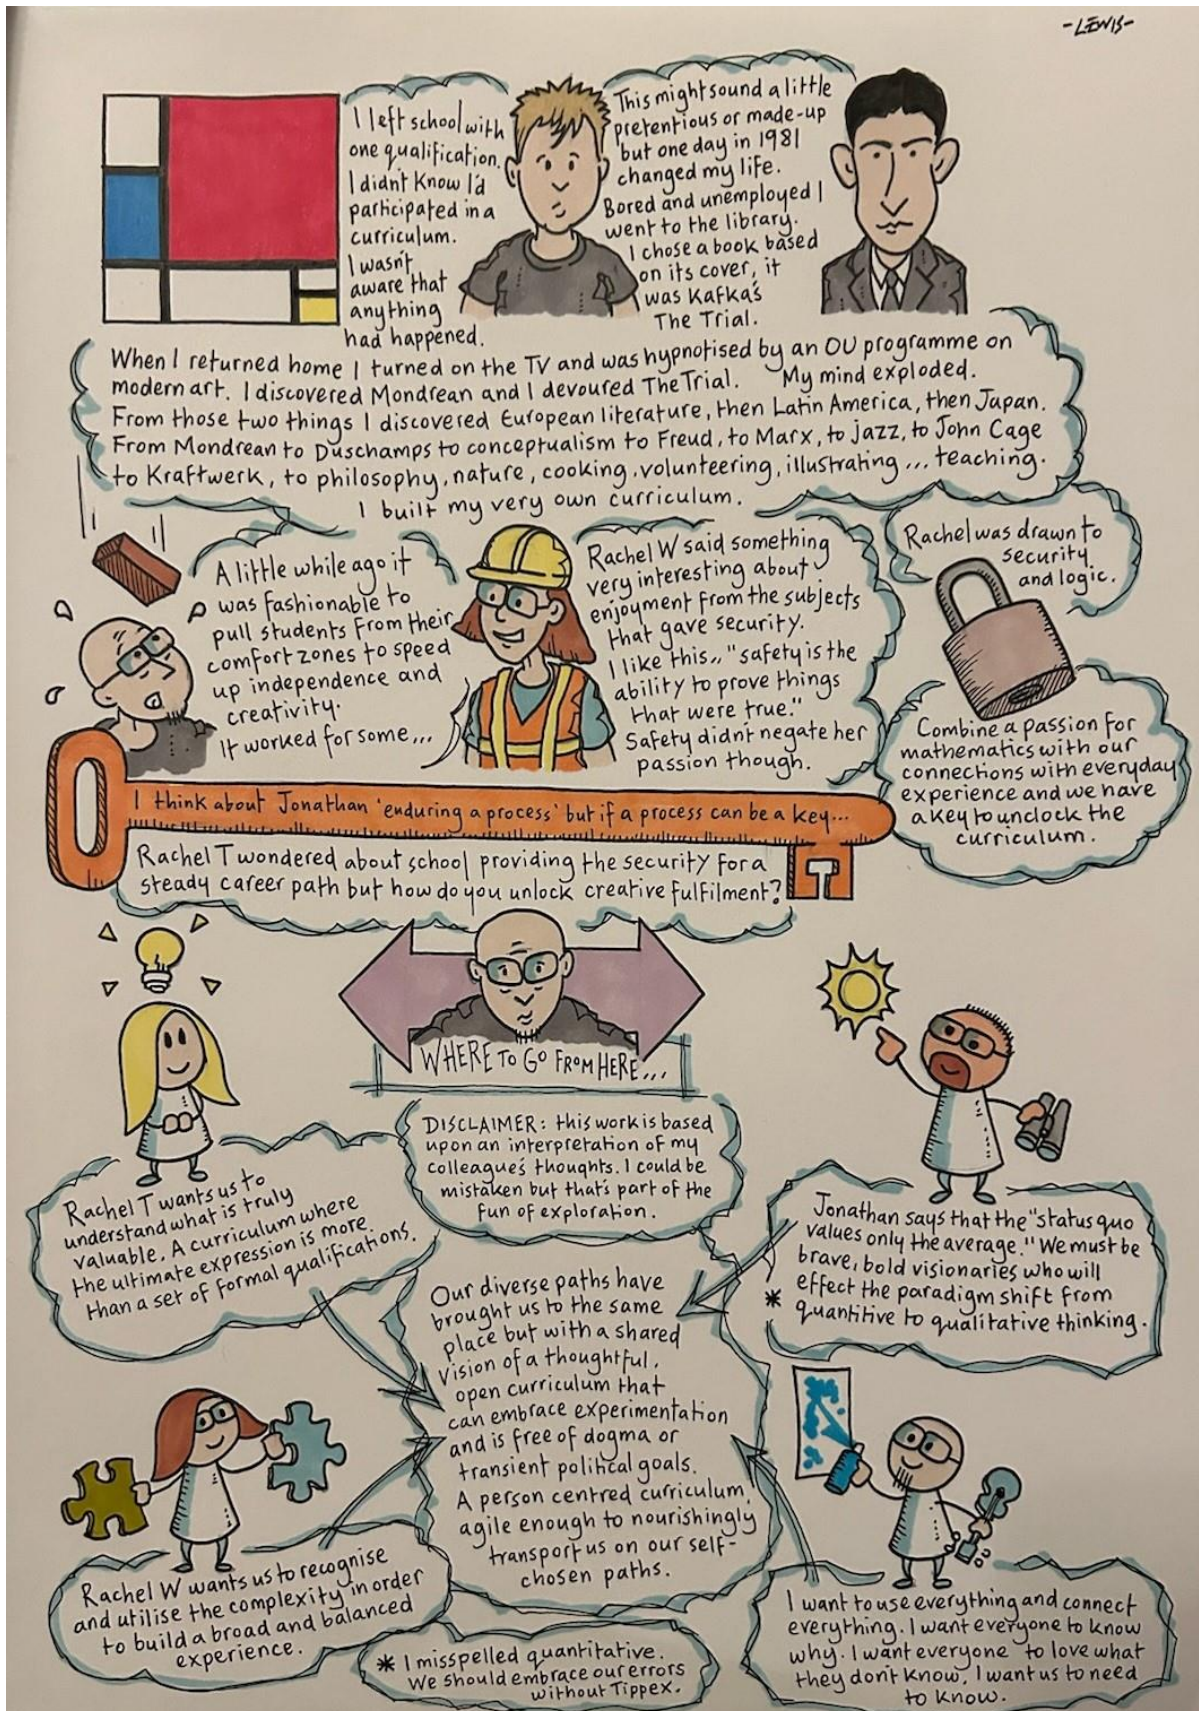 -LEWIS-
I left school with
one qualification.
I didn't know I'd
participated in a
curriculum.
I wasn't
aware that
anything
had happened.
This might sound a little
pretentious or made-up
but one day in 1981
changed my life.
Bored and unemployed I
went to the library.
I chose a book based
on its cover, it
was Kafka's
The Trial.
When I returned home I turned on the TV and was hypnotised by an OU programme on
modern art. I discovered Mondrean and I devoured The Trial. My mind exploded.
From those two things I discovered European literature, then Latin America, then Japan.
From Mondrean to Duschamps to conceptualism to Freud, to Marx, to jazz, to John Cage
to Kraftwerk, to philosophy, nature, cooking, volunteering, illustrating ... teaching.
I built my very own curriculum.
A little while ago it
was fashionable to
pull students from their
comfort zones to speed
up independence and
creativity.
It worked for some...
Rachel W said something
very interesting about
enjoyment from the subjects
that gave security.
I like this.. "safety is the
ability to prove things
that were true."
Safety didn't negate her
passion though.
Rachel was drawn to
security
and logic.
Combine a passion for
mathematics with our
connections with everyday
experience and we have
a key to unclock the
curriculum.
I think about Jonathan 'enduring a process' but if a process can be a key...
Rachel T wondered about school providing the security for a
steady career path but how do you unlock creative fulfilment?
WHERE TO GO FROM HERE...
DISCLAIMER: this work is based
upon an interpretation of my
colleague's thoughts. I could be
mistaken but that's part of the
fun of exploration.
Rachel T wants us to
understand what is truly
valuable. A curriculum where
the ultimate expression is more
than a set of formal qualifications.
Jonathan says that the "status quo
values only the average." We must be
brave, bold visionaries who will
effect the paradigm shift from
* quantitive to qualitative thinking.
Our diverse paths have
brought us to the same
place but with a shared
vision of a thoughtful,
open curriculum that
can embrace experimentation
and is free of dogma or
transient politcal goals.
A person centred curriculum,
agile enough to nourishingly
transport us on our self-
chosen paths.
Rachel W wants us to recognise
and utilise the complexity in order
to build a broad and balanced
experience.
* I misspelled quantitative.
We should embrace our errors
without Tippex.
I want to use everything and connect
everything. I want everyone to know
why. I want everyone to love what
they don't know. I want us to need
to know.